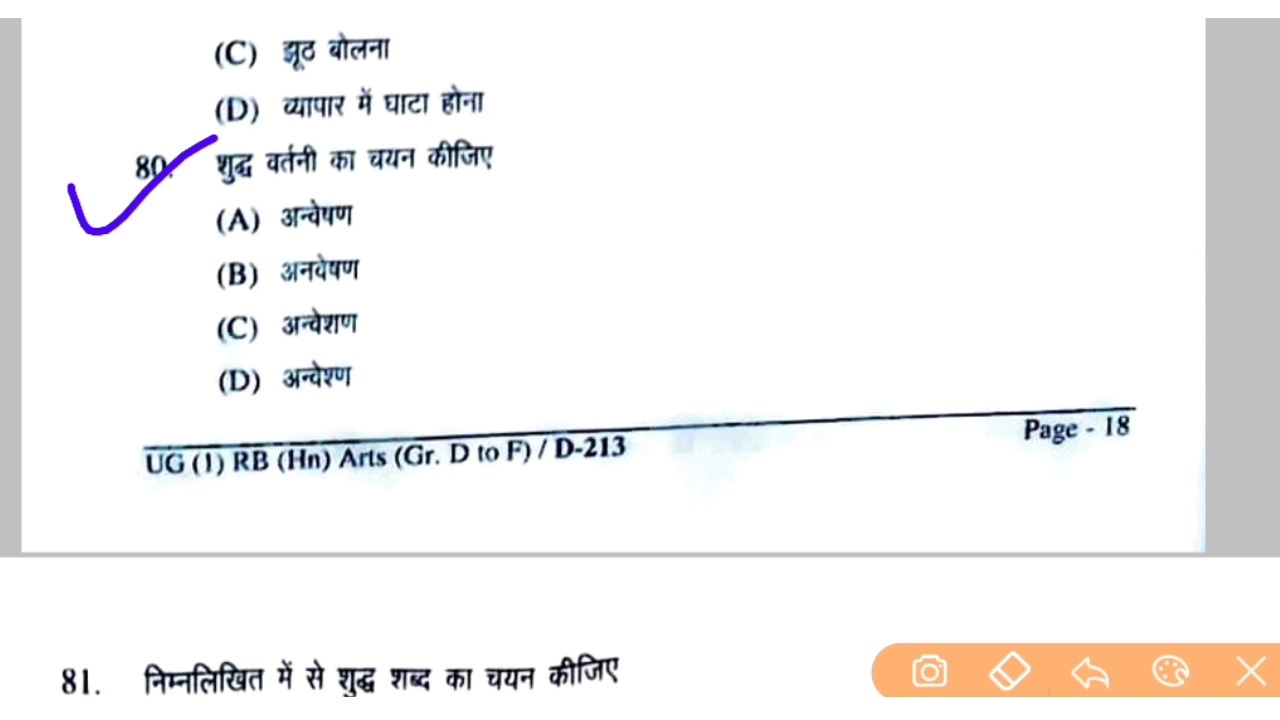 (C) झूठ बोलना
(D) व्यापार में घाटा होना
80. शुद्ध वर्तनी का चयन कीजिए
(A) अन्वेषण
(B) अनवेषण
(C) अन्वेशण
(D) अन्वेश्ण
UG (1) RB (Hn) Arts (Gr. D to F) / D-213
Page - 18
81. निम्नलिखित में से शुद्ध शब्द का चयन कीजिए